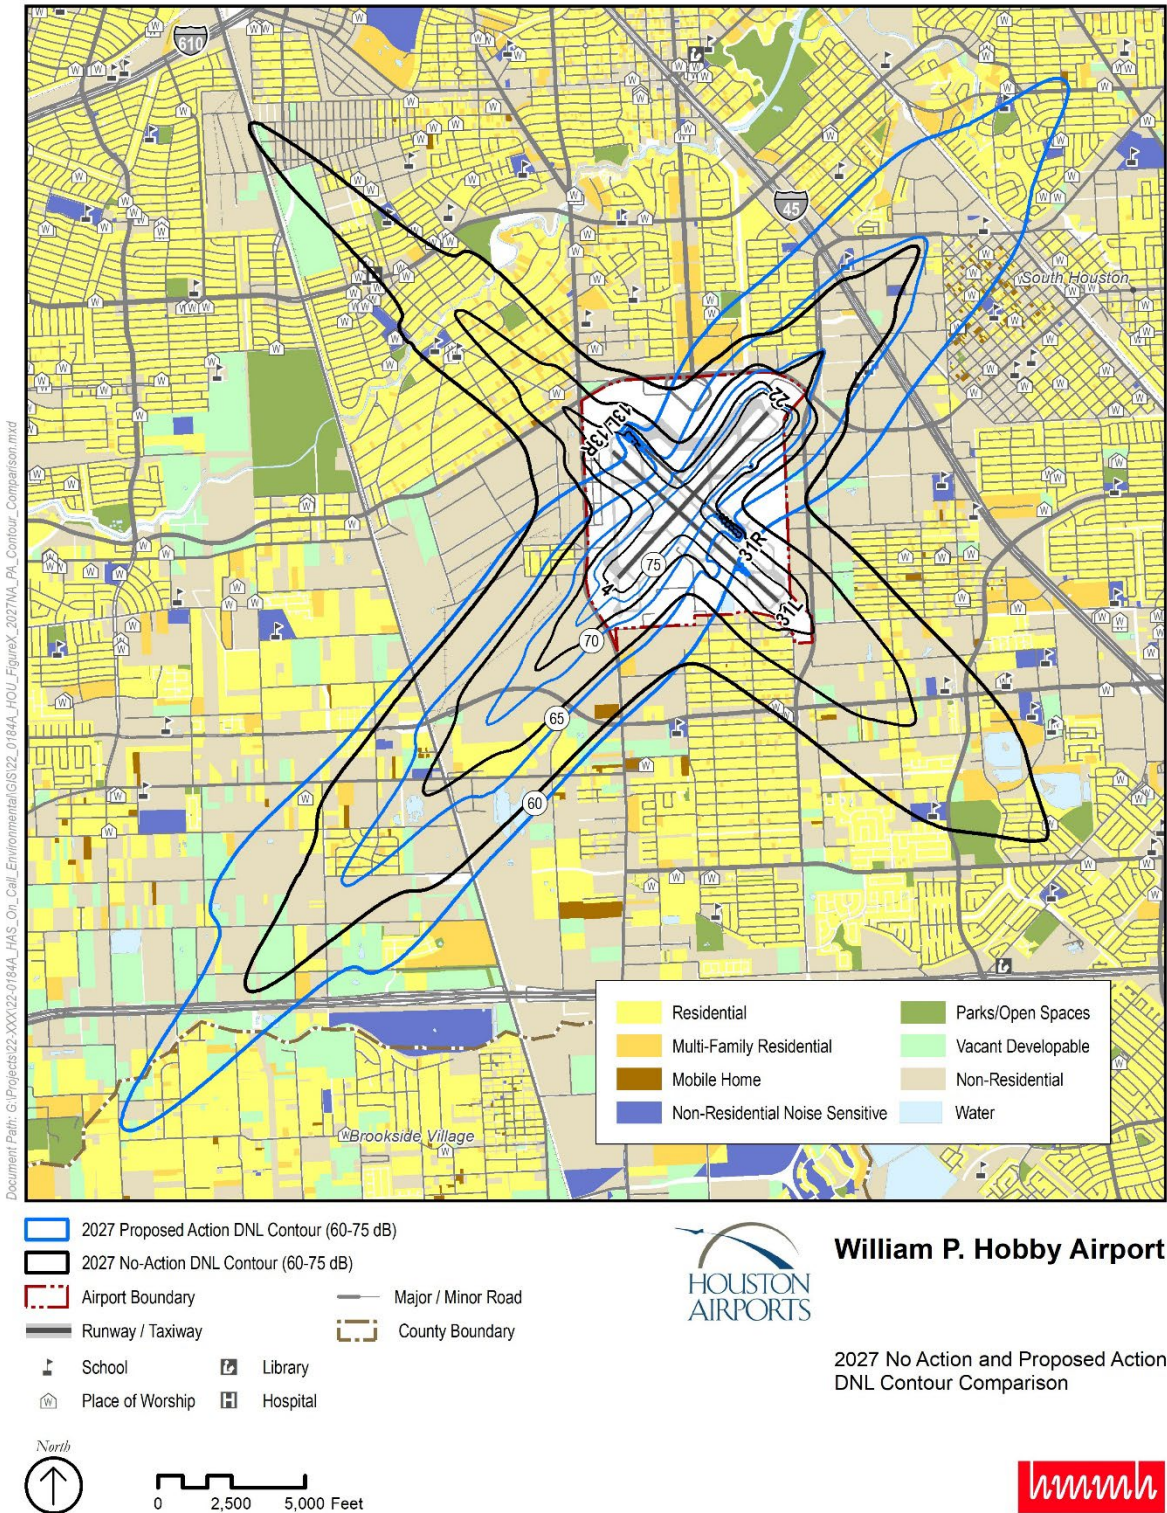 610
45
South Houston
22
13L/13R
31R
75
4
31L
70
65
60
Brookside Village
Residential
Multi-Family Residential
Mobile Home
Non-Residential Noise Sensitive
Parks/Open Spaces
Vacant Developable
Non-Residential
Water
Document Path: G:\Projects\22-XXX\22-0184A_HAS_On_Call_Environmental\GIS\22_0184A_HOU_FigureX_2027NA_PA_Contour_Comparison.mxd
2027 Proposed Action DNL Contour (60-75 dB)
2027 No-Action DNL Contour (60-75 dB)
Airport Boundary
Major / Minor Road
Runway / Taxiway
County Boundary
School
Library
W Place of Worship
H Hospital
HOUSTON
AIRPORTS
William P. Hobby Airport
2027 No Action and Proposed Action
DNL Contour Comparison
North
0 2,500 5,000 Feet
hmmh